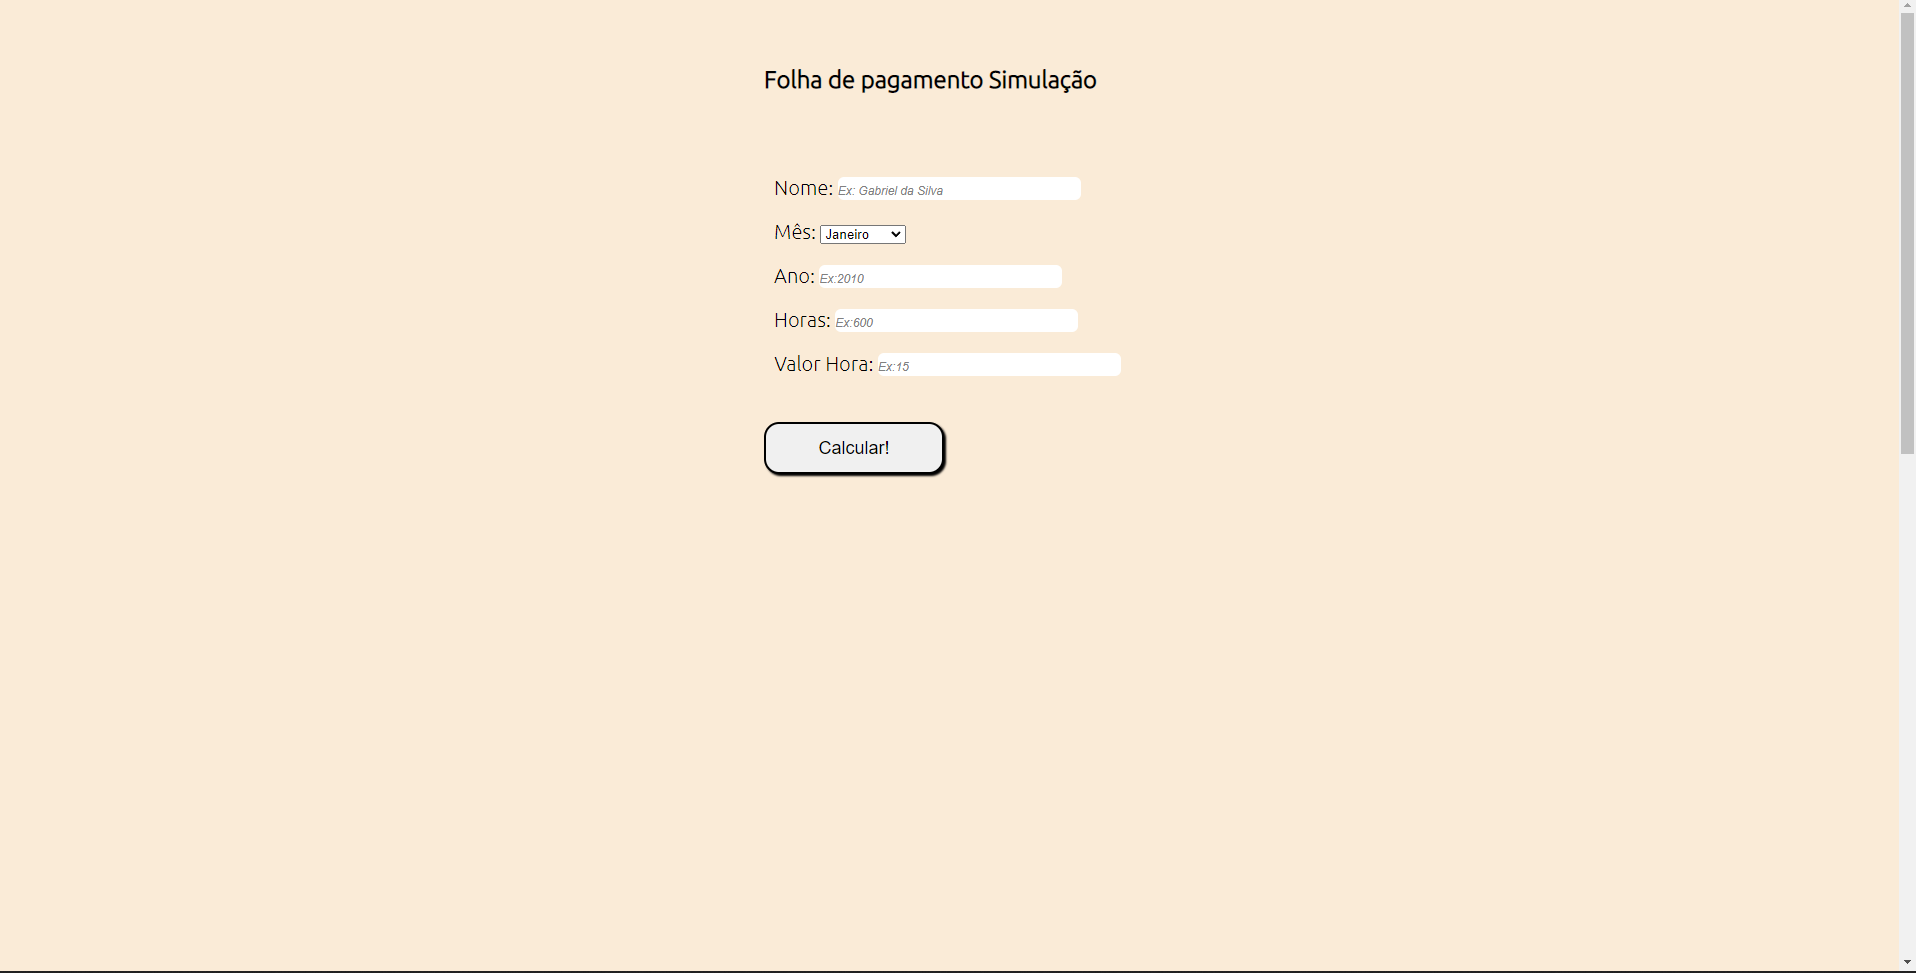 Folha de pagamento Simulação
Nome: Ex: Gabriel da Silva
Mês: Janeiro
Ano: Ex:2010
Horas: Ex:600
Valor Hora: Ex:15
Calcular!